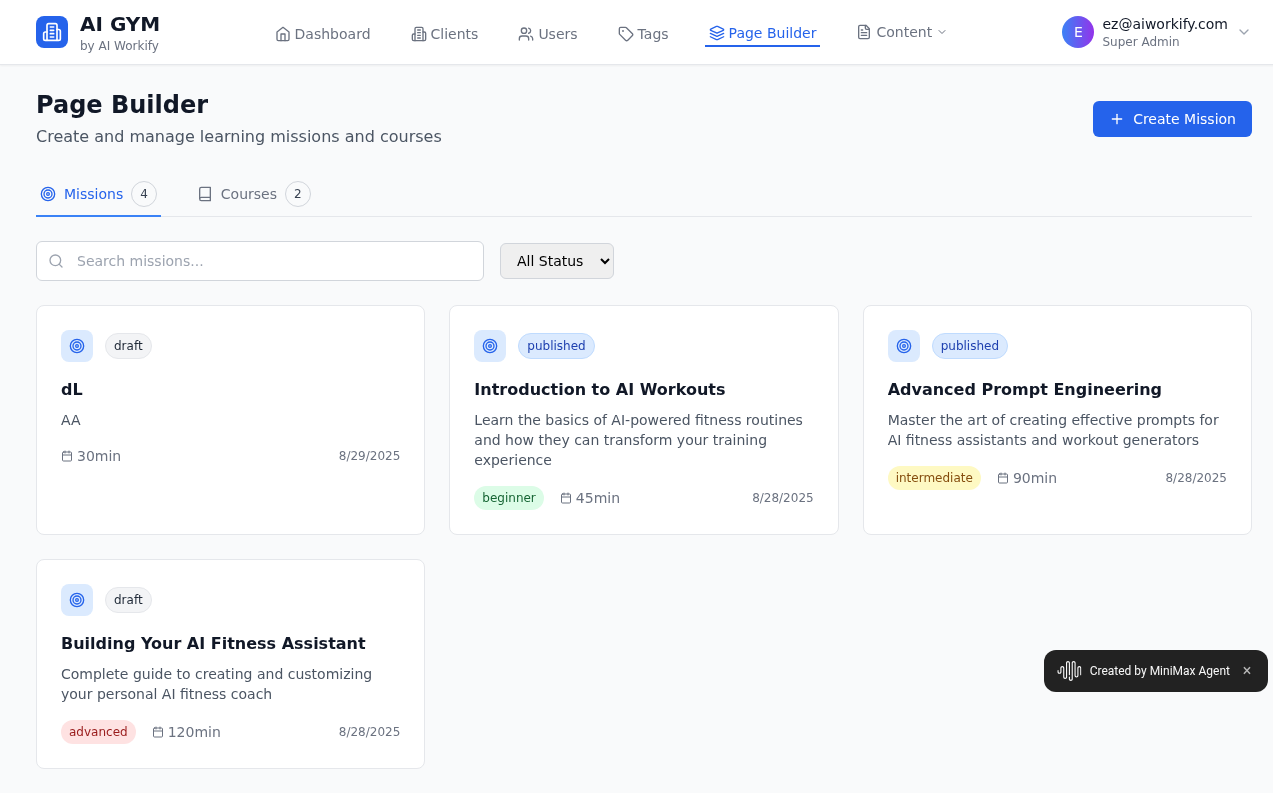 AI GYM
by AI Workify
Dashboard
Clients
Users
Tags
Page Builder
Content
E
ez@aiworkify.com
Super Admin
Page Builder
Create and manage learning missions and courses
Create Mission
Missions 4
Courses 2
Search missions...
All Status
draft
dL
AA
30min
8/29/2025
published
Introduction to AI Workouts
Learn the basics of AI-powered fitness routines
and how they can transform your training
experience
beginner
45min
8/28/2025
published
Advanced Prompt Engineering
Master the art of creating effective prompts for
AI fitness assistants and workout generators
intermediate
90min
8/28/2025
draft
Building Your AI Fitness Assistant
Complete guide to creating and customizing
your personal AI fitness coach
advanced
120min
8/28/2025
Created by MiniMax Agent